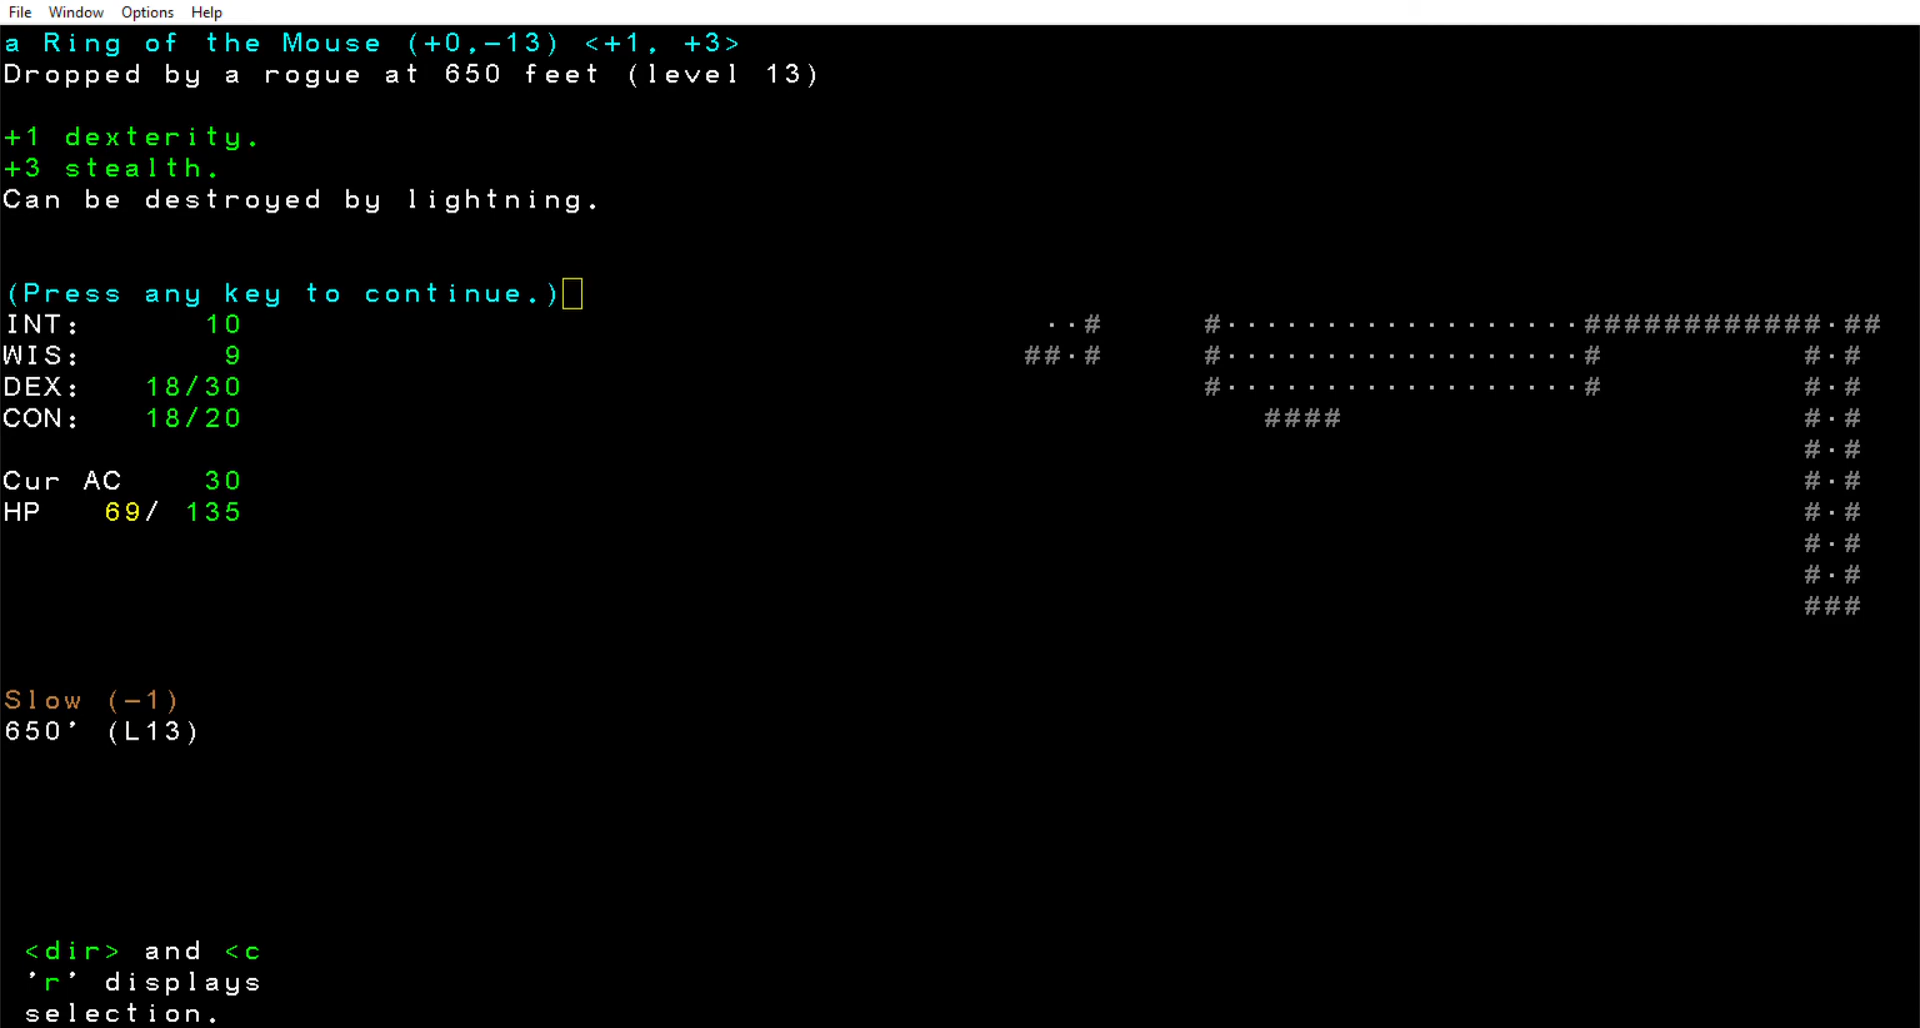 File Window Options Help
a Ring of the Mouse (+0,-13) <+1, +3>
Dropped by a rogue at 650 feet (level 13)
+1 dexterity.
+3 stealth.
Can be destroyed by lightning.
(Press any key to continue.)
INT: 10 ..# #..................############.##
WIS: 9 ##.# #..................# #.#
DEX: 18/30 #..................# #.#
CON: 18/20 #### #.#
#.#
Cur AC 30 #.#
HP 69/ 135 #.#
#.#
#.#
###
Slow (-1)
650' (L13)
<dir> and <c
'r' displays
selection.